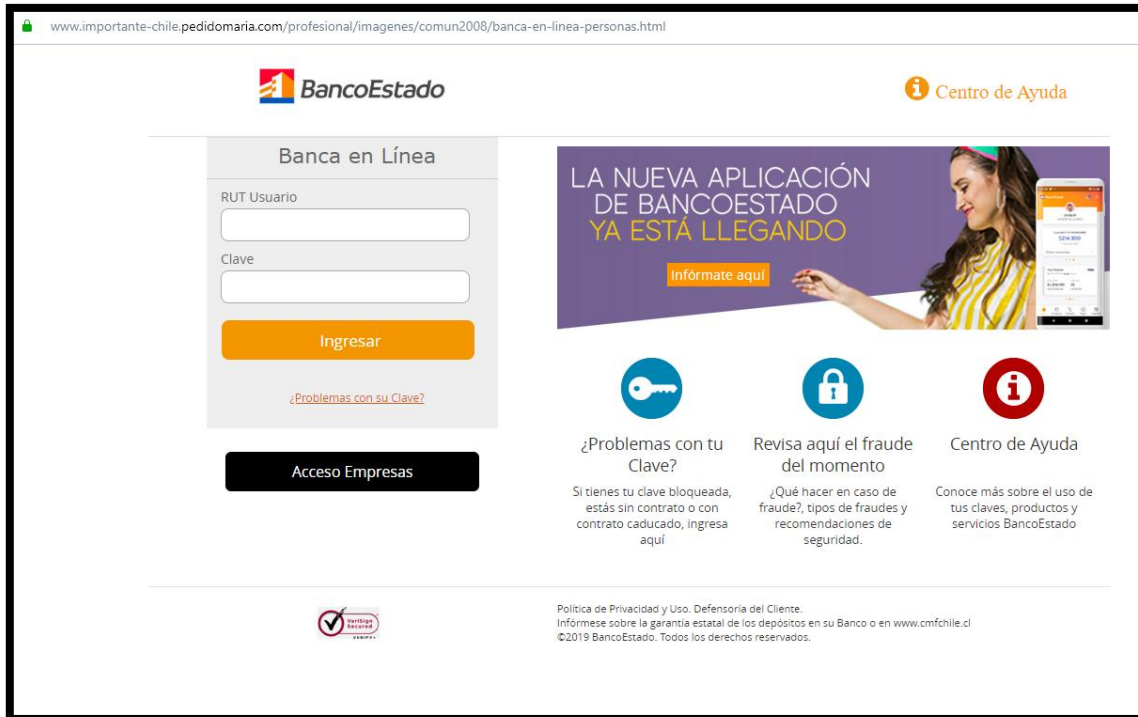 www.importante-chile.pedidomaria.com/profesional/imagenes/comun2008/banca-en-linea-personas.html
BancoEstado
Centro de Ayuda
Banca en Línea
RUT Usuario
Clave
Ingresar
¿Problemas con su Clave?
Acceso Empresas
LA NUEVA APLICACIÓN
DE BANCOESTADO
YA ESTÁ LLEGANDO
Infórmate aquí
¿Problemas con tu
Clave?
Si tienes tu clave bloqueada,
estás sin contrato o con
contrato caducado, ingresa
aquí
Revisa aquí el fraude
del momento
¿Qué hacer en caso de
fraude?, tipos de fraudes y
recomendaciones de
seguridad.
Centro de Ayuda
Conoce más sobre el uso de
tus claves, productos y
servicios BancoEstado
VeriSign
Secured
VERIFY
Política de Privacidad y Uso. Defensoría del Cliente.
Infórmese sobre la garantía estatal de los depósitos en su Banco o en www.cmfchile.cl
©2019 BancoEstado. Todos los derechos reservados.